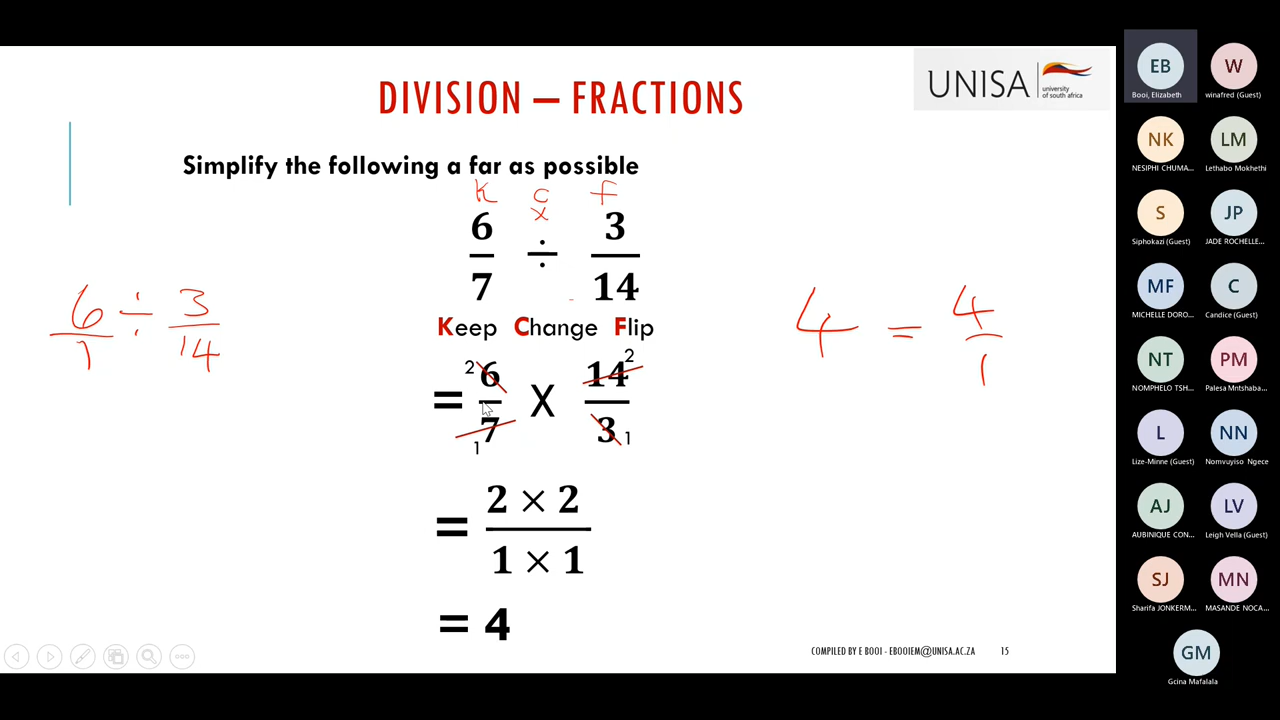 DIVISION – FRACTIONS
UNISA
university
of south africa
Simplify the following a far as possible
K C F
x
6/7 ÷ 3/14
Keep Change Flip
= 2 6/7 1 X 14 2/3 1
= 2 × 2/1 × 1
= 4
6/1 ÷ 3/14
4 = 4/1
COMPILED BY E BOOI - EBOOIEM@UNISA.AC.ZA 15
EB
Booi, Elizabeth
W
winafred (Guest)
NK
NESIPHI CHUMA...
LM
Lethabo Mokhethi
S
Siphokazi (Guest)
JP
JADE ROCHELLE...
MF
MICHELLE DORO...
C
Candice (Guest)
NT
NOMPHELO TSH...
PM
Palesa Mntshaba...
L
Lize-Minne (Guest)
NN
Nomvuyiso Ngece
AJ
AUBINIQUE CON...
LV
Leigh Vella (Guest)
SJ
Sharifa JONKERM...
MN
MASANDE NOCA...
GM
Gcina Mafalala